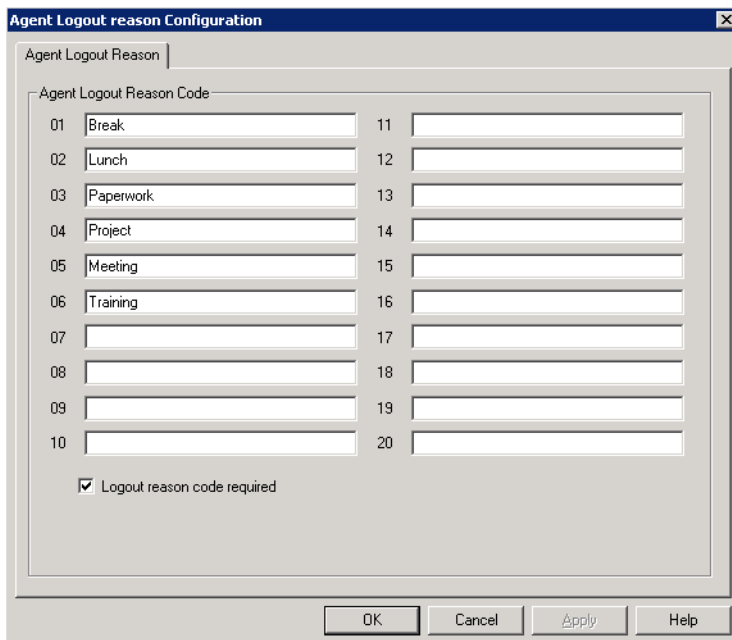 Agent Logout reason Configuration
Agent Logout Reason
Agent Logout Reason Code
01 Break 11
02 Lunch 12
03 Paperwork 13
04 Project 14
05 Meeting 15
06 Training 16
07 17
08 18
09 19
10 20
Logout reason code required
OK Cancel Apply Help